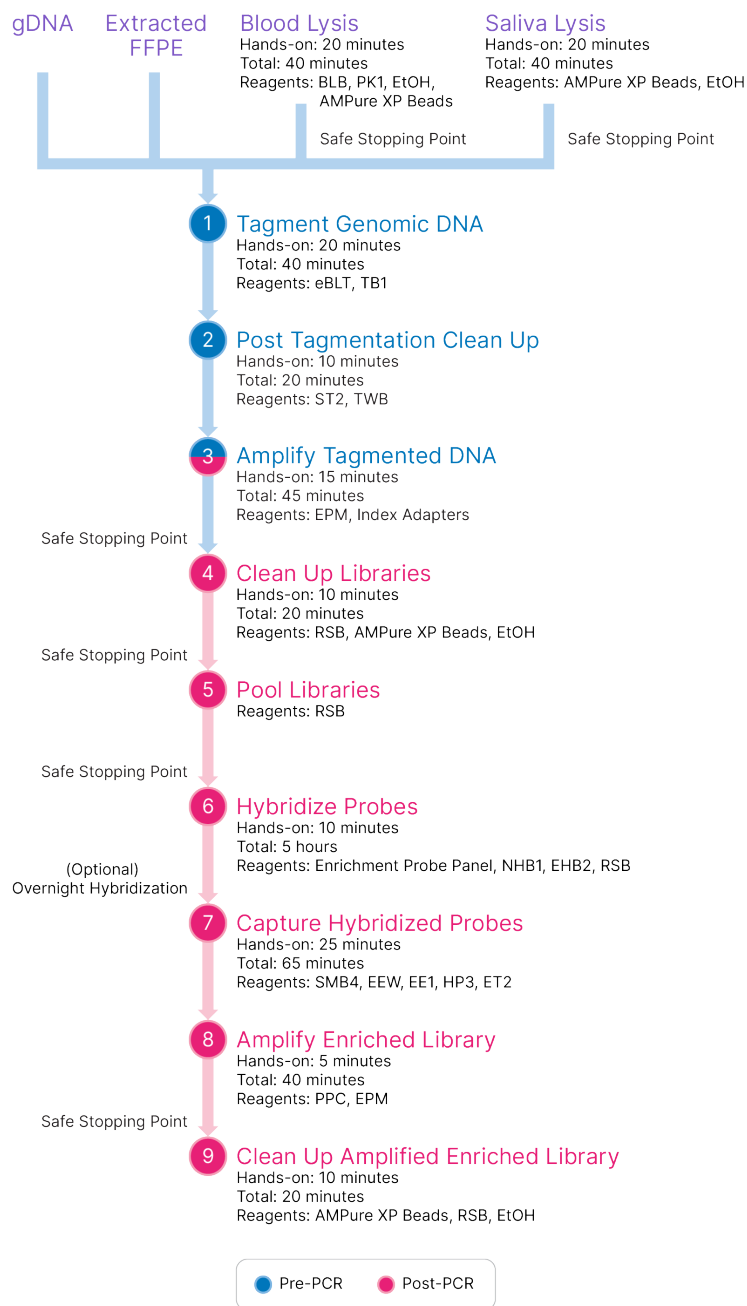 gDNA
Extracted
FFPE
Blood Lysis
Hands-on: 20 minutes
Total: 40 minutes
Reagents: BLB, PK1, EtOH,
AMPure XP Beads
Saliva Lysis
Hands-on: 20 minutes
Total: 40 minutes
Reagents: AMPure XP Beads, EtOH
Safe Stopping Point
Safe Stopping Point
1
Tagment Genomic DNA
Hands-on: 20 minutes
Total: 40 minutes
Reagents: eBLT, TB1
2
Post Tagmentation Clean Up
Hands-on: 10 minutes
Total: 20 minutes
Reagents: ST2, TWB
3
Amplify Tagmented DNA
Hands-on: 15 minutes
Total: 45 minutes
Reagents: EPM, Index Adapters
Safe Stopping Point
4
Clean Up Libraries
Hands-on: 10 minutes
Total: 20 minutes
Reagents: RSB, AMPure XP Beads, EtOH
Safe Stopping Point
5
Pool Libraries
Reagents: RSB
Safe Stopping Point
6
Hybridize Probes
Hands-on: 10 minutes
Total: 5 hours
Reagents: Enrichment Probe Panel, NHB1, EHB2, RSB
(Optional)
Overnight Hybridization
7
Capture Hybridized Probes
Hands-on: 25 minutes
Total: 65 minutes
Reagents: SMB4, EEW, EE1, HP3, ET2
8
Amplify Enriched Library
Hands-on: 5 minutes
Total: 40 minutes
Reagents: PPC, EPM
Safe Stopping Point
9
Clean Up Amplified Enriched Library
Hands-on: 10 minutes
Total: 20 minutes
Reagents: AMPure XP Beads, RSB, EtOH
Pre-PCR
Post-PCR